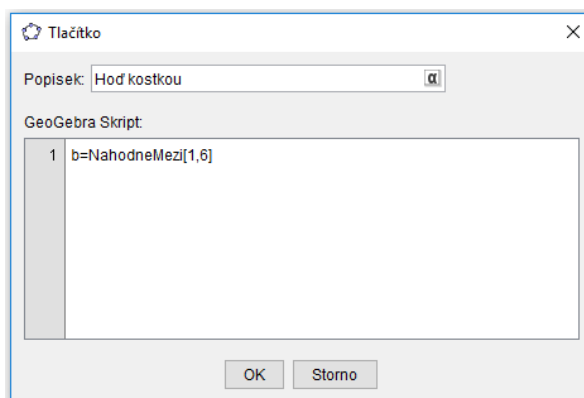 Tlačítko
Popisek: Hoď kostkou α
GeoGebra Skript:
1 b=NahodneMezi[1,6]
OK Storno